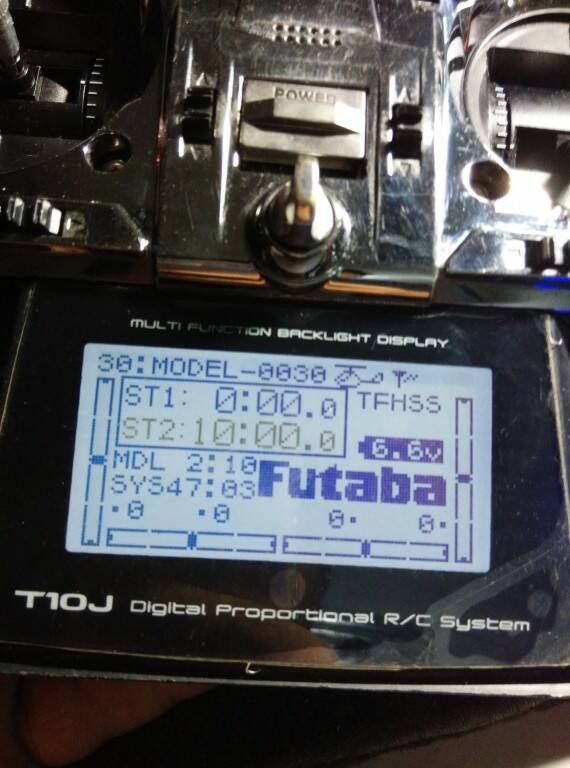 POWER
MULTI FUNCTION BACKLIGHT DISPLAY
30:MODEL-0030
ST1: 0:00.0 TFHSS
ST2:10:00.0
6.6v
MDL 2:10
SYS47:03 Futaba
0 0 0 0
T10J Digital Proportional R/C System